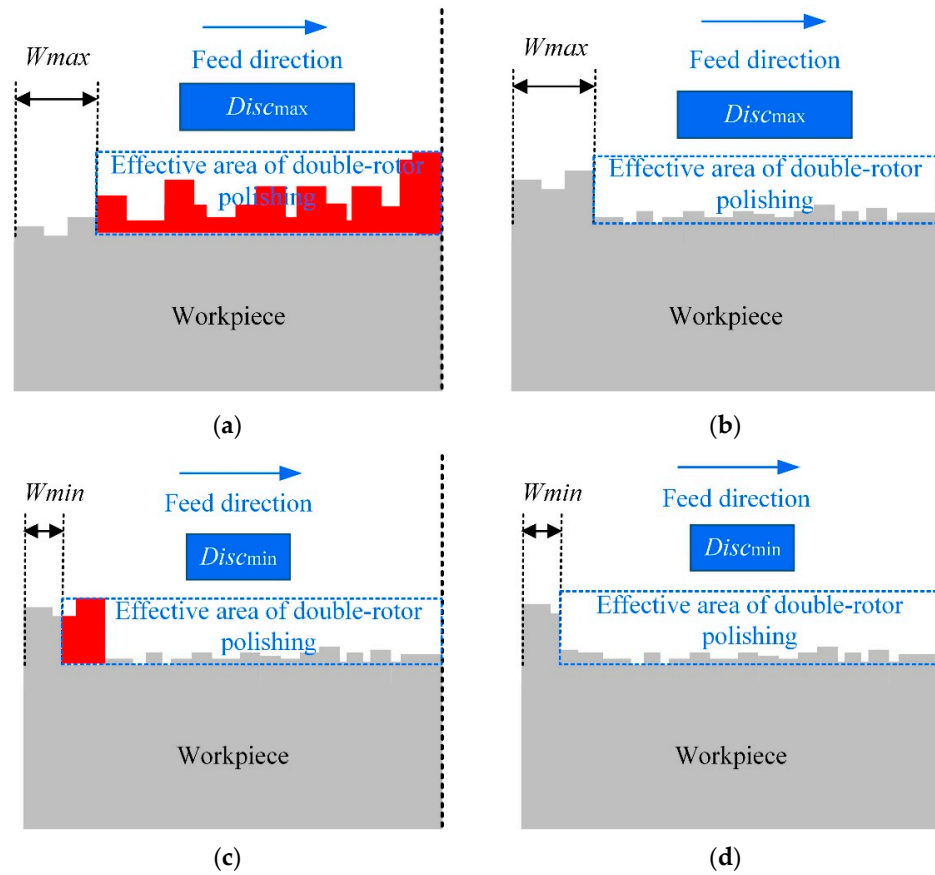 Wmax
Feed direction
Discmax
Effective area of double-rotor
polishing
Workpiece
(a)
Wmax
Feed direction
Discmax
Effective area of double-rotor
polishing
Workpiece
(b)
Wmin
Feed direction
Discmin
Effective area of double-rotor
polishing
Workpiece
(c)
Wmin
Feed direction
Discmin
Effective area of double-rotor
polishing
Workpiece
(d)